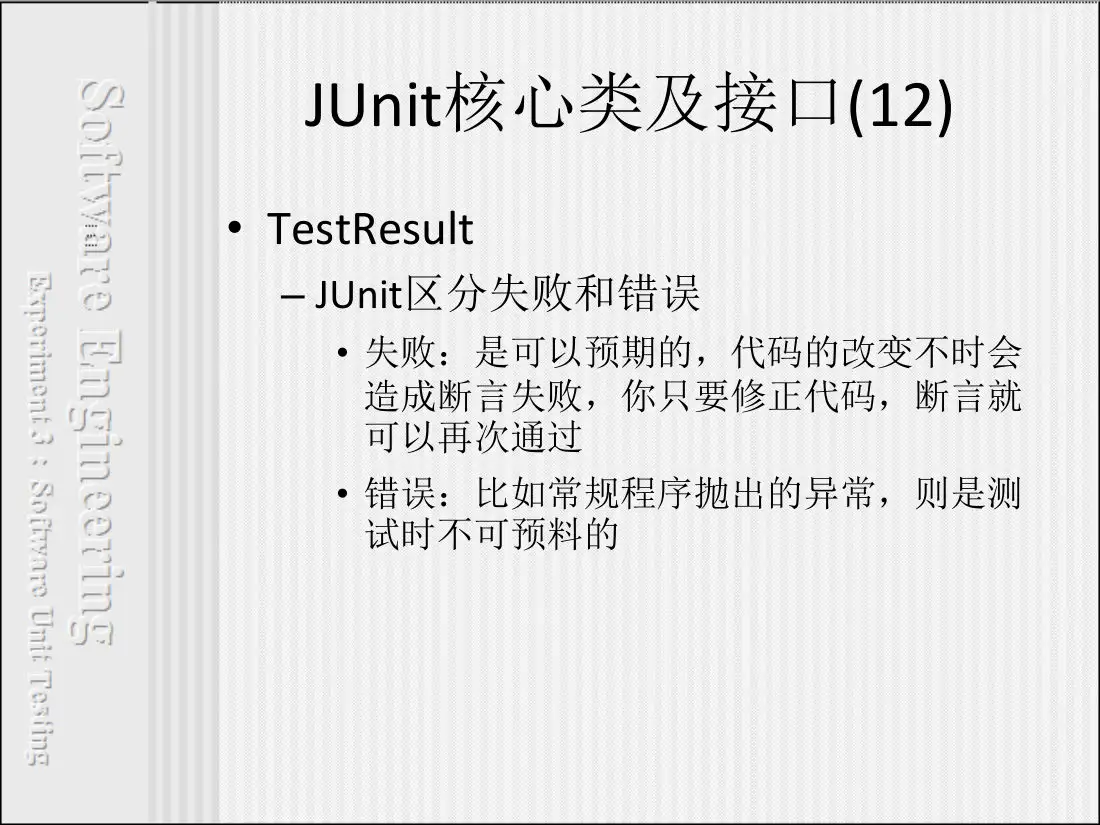 JUnit核心类及接口(12)
• TestResult
– JUnit区分失败和错误
• 失败：是可以预期的，代码的改变不时会
造成断言失败，你只要修正代码，断言就
可以再次通过
• 错误：比如常规程序抛出的异常，则是测
试时不可预料的
Software Engineering
Experiment 3 : Software Unit Testing